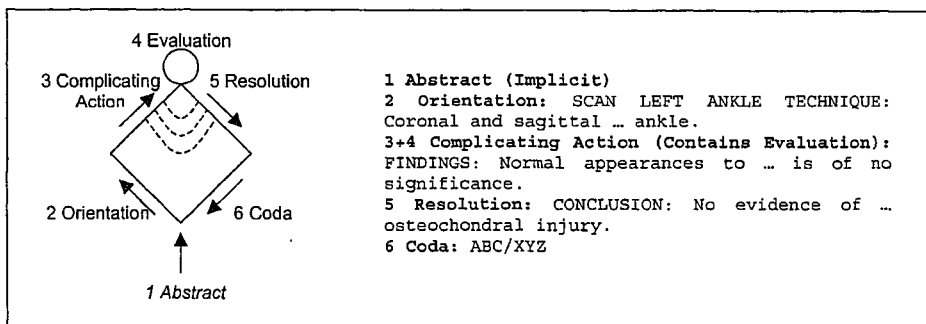 4 Evaluation
3 Complicating
Action
5 Resolution
2 Orientation
6 Coda
1 Abstract
1 Abstract (Implicit)
2 Orientation: SCAN LEFT ANKLE TECHNIQUE:
Coronal and sagittal … ankle.
3+4 Complicating Action (Contains Evaluation):
FINDINGS: Normal appearances to … is of no
significance.
5 Resolution: CONCLUSION: No evidence of …
osteochondral injury.
6 Coda: ABC/XYZ